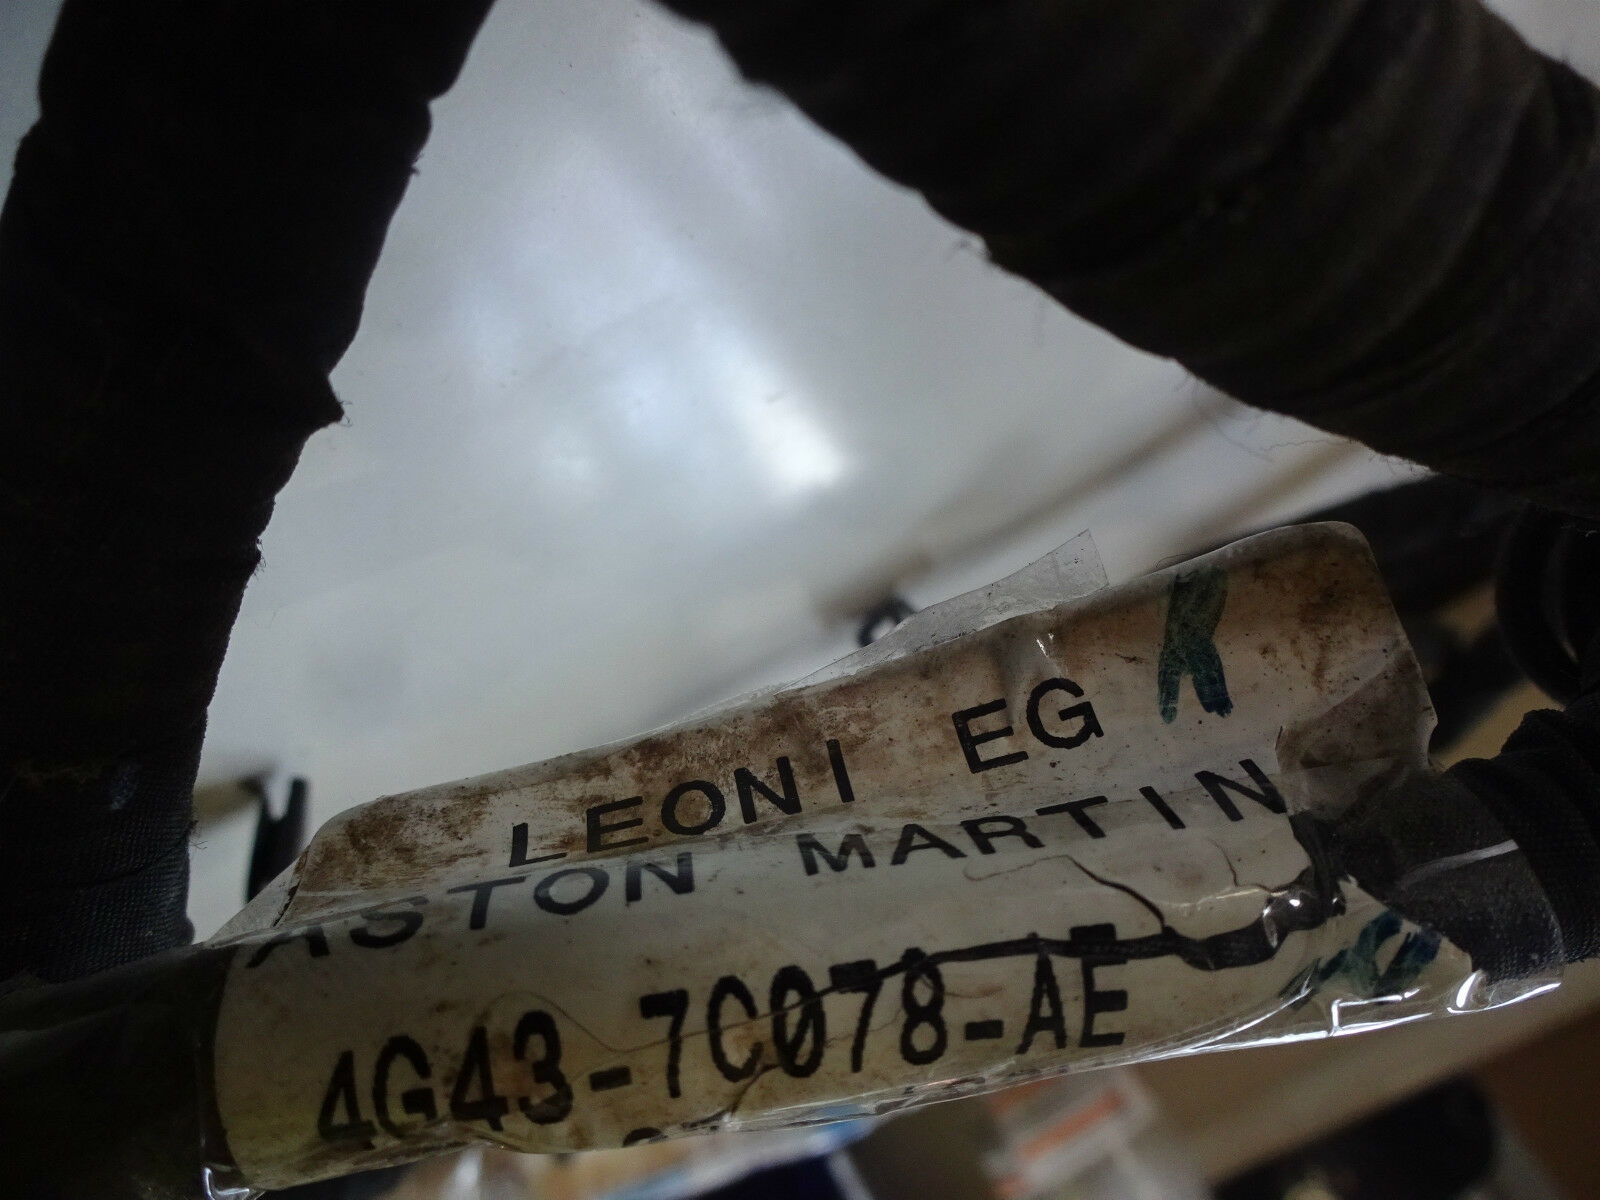 LEONI EG
ASTON MARTIN
4G43-7C078-AE